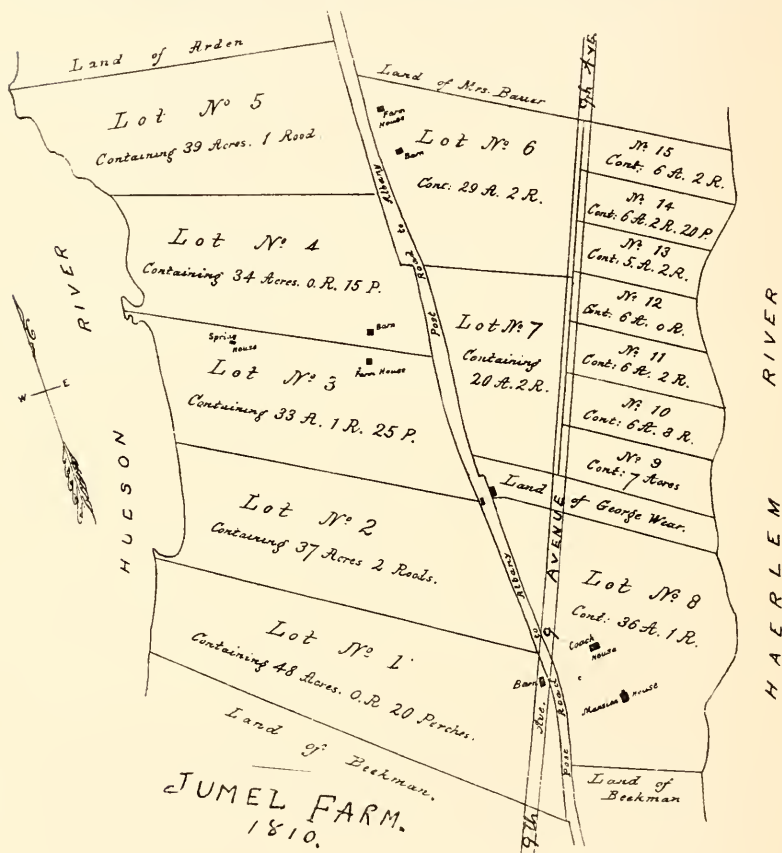 Land of Arden
Lot No 5
Containing 39 Acres. 1 Rood.
Land of Mrs. Bauer
9th Ave.
Farm
House
Barn
Lot No 6
Cont: 29 A. 2 R.
No 15
Cont: 6 A. 2 R.
No 14
Cont: 6 A. 2 R. 20 P.
No 13
Cont: 5. A. 2 R.
No 12
Cont: 6 A. 0 R.
No 11
Cont: 6 A. 2 R.
No 10
Cont: 6 A. 8 R.
No 9
Cont: 7 Acres
Post Road to Albany
Lot No 4
Containing 34 Acres. 0. R. 15 P.
Lot No 7
Containing
20 A. 2 R.
Spring
House
Barn
Farm House
Lot No 3
Containing 33 A. 1 R. 25 P.
W E
HUESON RIVER
HAERLEM RIVER
Land of George Wear.
Lot No 2
Containing 37 Acres 2 Roods.
Lot No 8
Cont: 36 A. 1 R.
Coach
House
Mansion House
Barn
Post Road to Albany
9th Ave.
9 AVENUE
Lot No 1
Containing 48 Acres. 0. R 20 Perches.
Land of Beekman.
Land of
Beekman
JUMEL FARM.
1810.